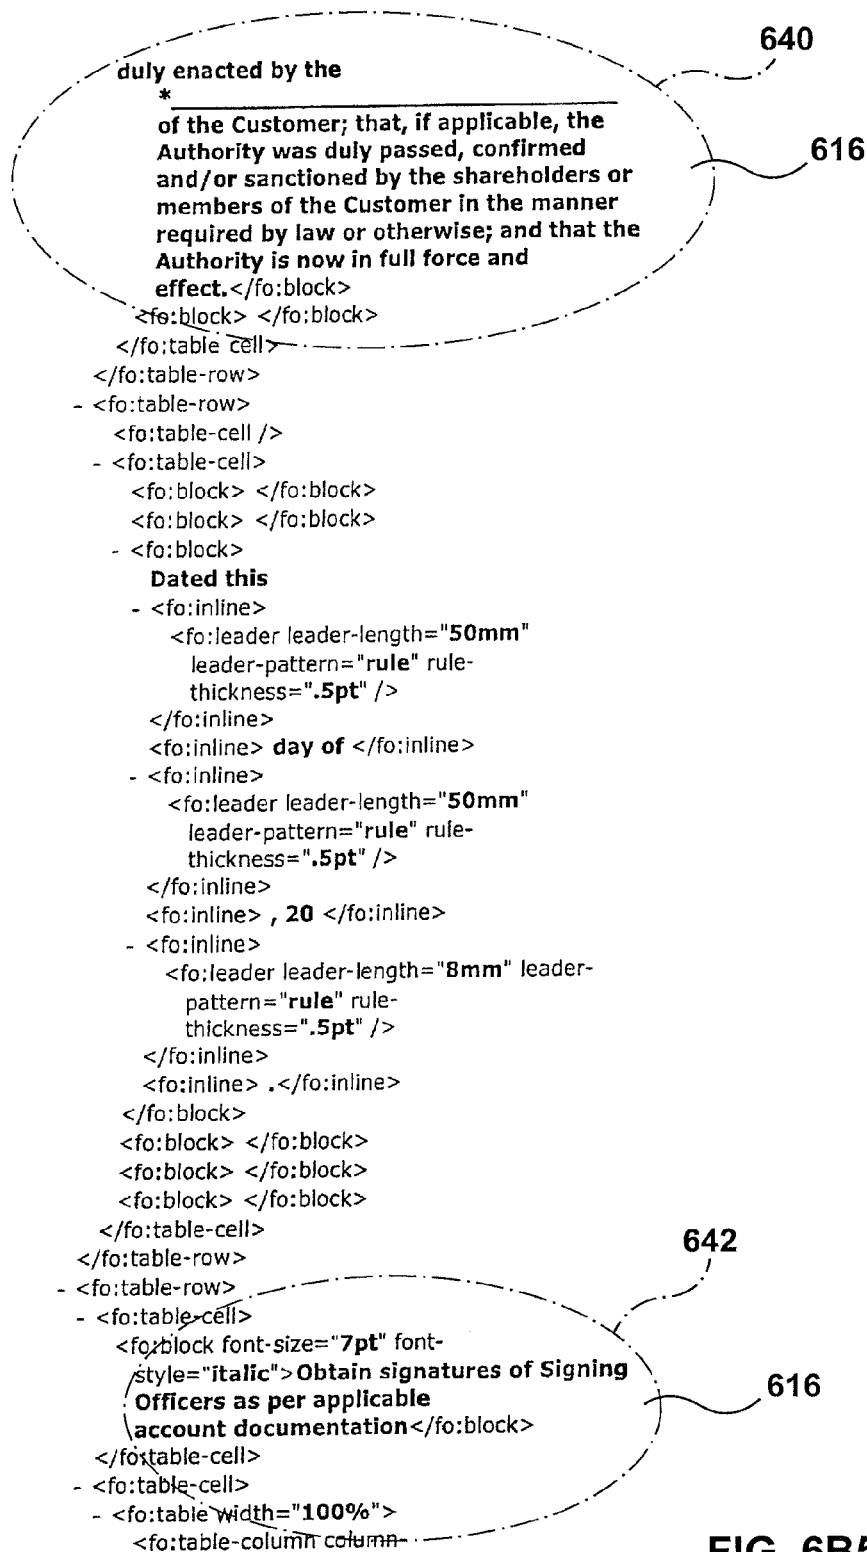 640
duly enacted by the
*
of the Customer; that, if applicable, the
616
Authority was duly passed, confirmed
and/or sanctioned by the shareholders or
members of the Customer in the manner
required by law or otherwise; and that the
Authority is now in full force and
effect.</fo:block>
<fo:block> </fo:block>
</fo:table cell>
</fo:table-row>
- <fo:table-row>
<fo:table-cell />
- <fo:table-cell>
<fo:block> </fo:block>
<fo:block> </fo:block>
- <fo:block>
Dated this
- <fo:inline>
<fo:leader leader-length="50mm"
leader-pattern="rule" rule-
thickness=".5pt" />
</fo:inline>
<fo:inline> day of </fo:inline>
- <fo:inline>
<fo:leader leader-length="50mm"
leader-pattern="rule" rule-
thickness=".5pt" />
</fo:inline>
<fo:inline> , 20 </fo:inline>
- <fo:inline>
<fo:leader leader-length="8mm" leader-
pattern="rule" rule-
thickness=".5pt" />
</fo:inline>
<fo:inline> .</fo:inline>
</fo:block>
<fo:block> </fo:block>
<fo:block> </fo:block>
<fo:block> </fo:block>
</fo:table-cell>
</fo:table-row>
642
- <fo:table-row>
- <fo:table-cell>
<fo:block font-size="7pt" font-
style="italic">Obtain signatures of Signing
616
Officers as per applicable
account documentation</fo:block>
</fo:table-cell>
- <fo:table-cell>
- <fo:table width="100%">
<fo:table-column column-